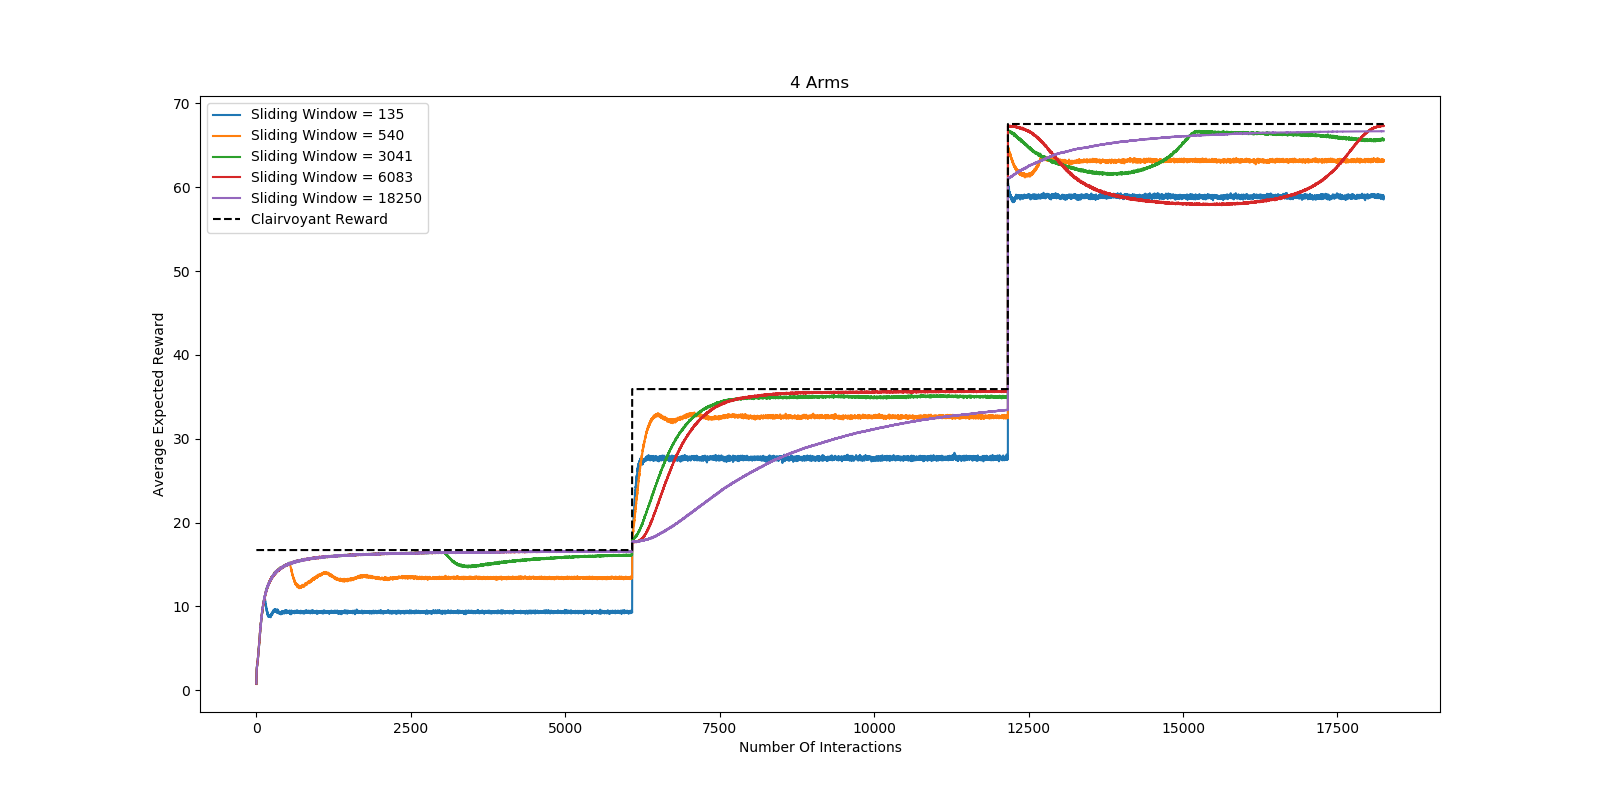 4 Arms
70
60
50
40
30
20
10
0
Average Expected Reward
Sliding Window = 135
Sliding Window = 540
Sliding Window = 3041
Sliding Window = 6083
Sliding Window = 18250
Clairvoyant Reward
0 2500 5000 7500 10000 12500 15000 17500
Number Of Interactions